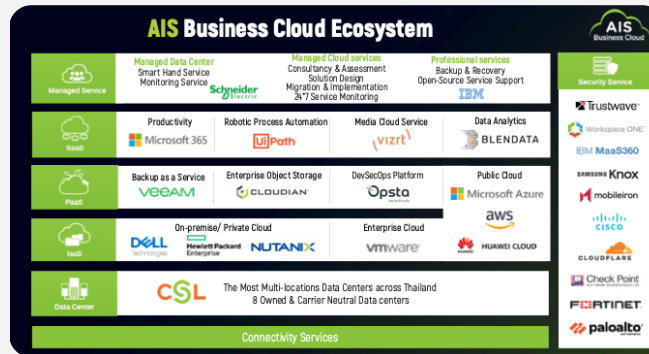 AIS Business Cloud Ecosystem
AIS
Business Cloud
Managed Service
Managed Data Center
Smart Hand Service
Monitoring Service
Schneider
Electric
Managed Cloud services
Consultancy & Assessment
Solution Design
Migration & Implementation
24*7 Service Monitoring
Professional services
Backup & Recovery
Open-Source Service Support
IBM
SaaS
Productivity
Microsoft 365
Robotic Process Automation
UiPath
Media Cloud Service
vizrt
Data Analytics
BLENDATA
PaaS
Backup as a Service
veeam
Enterprise Object Storage
CLOUDIAN
DevSecOps Platform
Opsta
Public Cloud
Microsoft Azure
aws
HUAWEI
HUAWEI CLOUD
IaaS
On-premise/ Private Cloud
DELL
Technologies
Hewlett Packard
Enterprise
NUTANIX
Enterprise Cloud
vmware
Data Center
CSL
The Most Multi-locations Data Centers across Thailand
8 Owned & Carrier Neutral Data centers
Connectivity Services
Security Service
Trustwave
Workspace ONE
IBM MaaS360
SAMSUNG Knox
mobileiron
CISCO
CLOUDFLARE
Check Point
FORTINET
paloalto